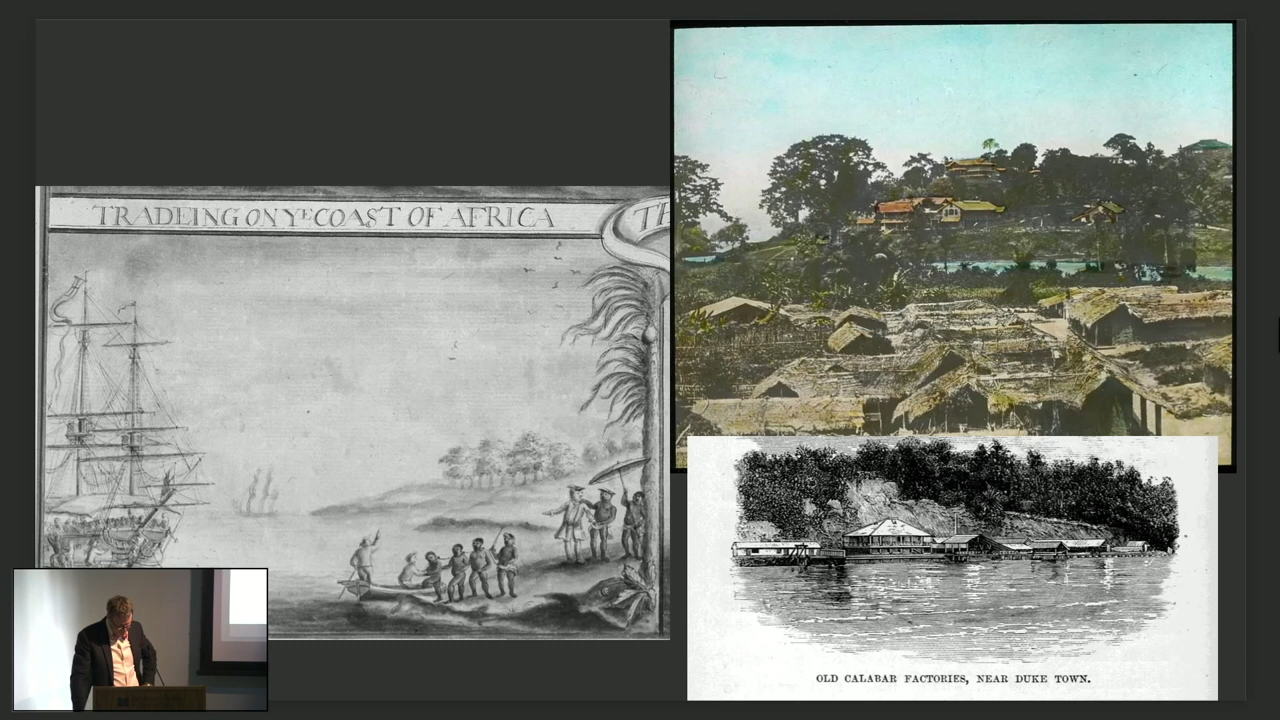 TRADEING ON YE COAST OF AFRICA
OLD CALABAR FACTORIES, NEAR DUKE TOWN.